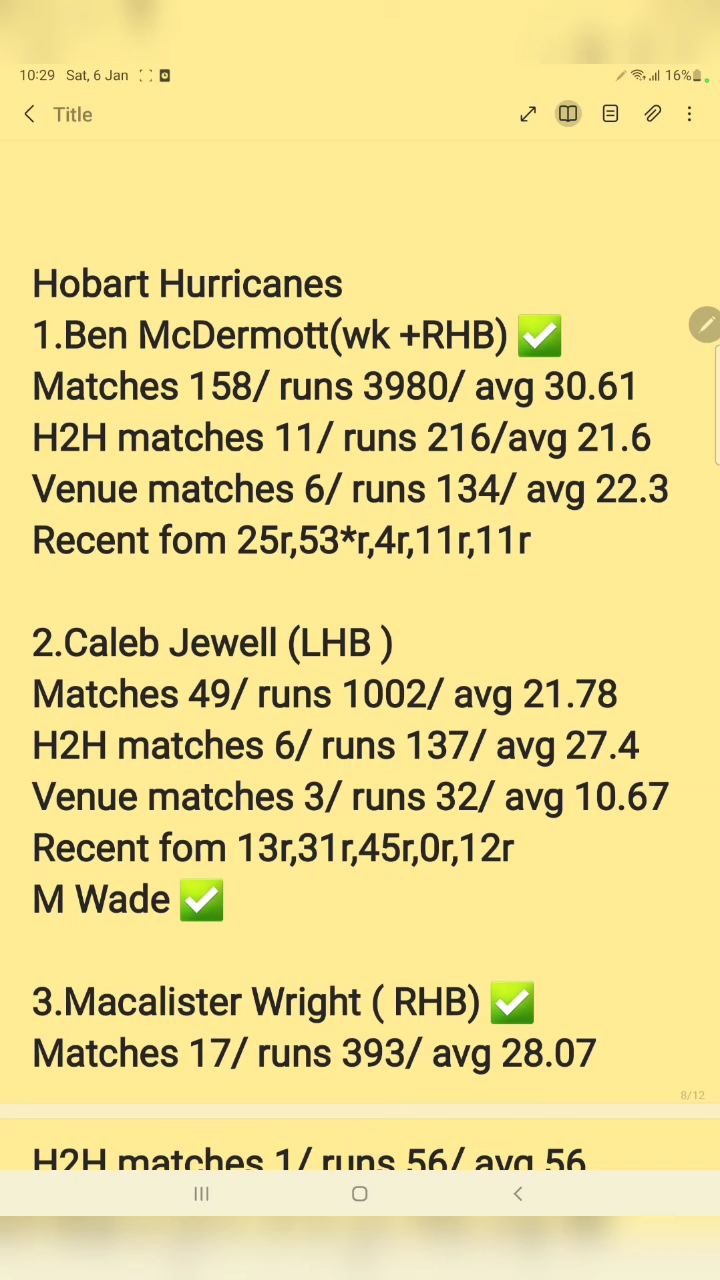 10:29 Sat, 6 Jan 16%
Title
Hobart Hurricanes
1.Ben McDermott(wk +RHB) ✅
Matches 158/ runs 3980/ avg 30.61
H2H matches 11/ runs 216/avg 21.6
Venue matches 6/ runs 134/ avg 22.3
Recent fom 25r,53*r,4r,11r,11r
2.Caleb Jewell (LHB )
Matches 49/ runs 1002/ avg 21.78
H2H matches 6/ runs 137/ avg 27.4
Venue matches 3/ runs 32/ avg 10.67
Recent fom 13r,31r,45r,0r,12r
M Wade ✅
3.Macalister Wright ( RHB) ✅
Matches 17/ runs 393/ avg 28.07
8/12
H2H matches 1/ runs 56/ avg 56